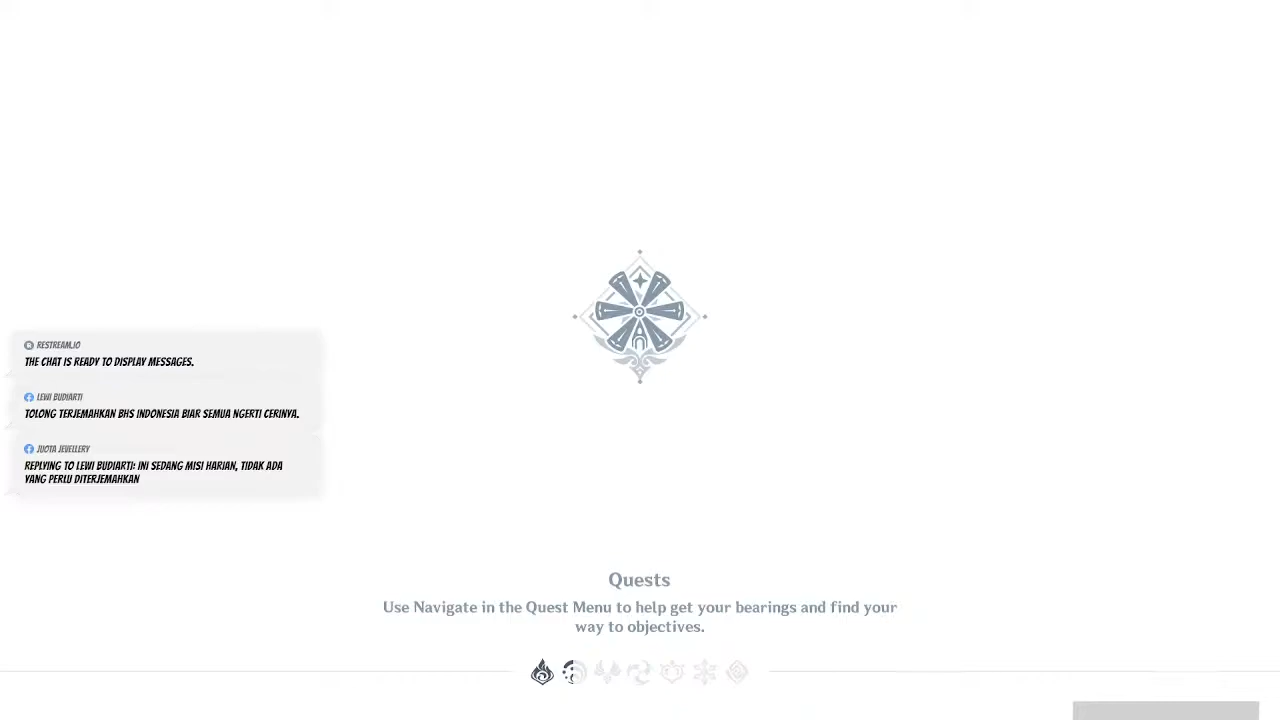 RESTREAM.IO
THE CHAT IS READY TO DISPLAY MESSAGES.
LEWI BUDIARTI
TOLONG TERJEMAHKAN BHS INDONESIA BIAR SEMUA NGERTI CERINYA.
JUOTA JEVELLERY
REPLYING TO LEWI BUDIARTI: INI SEDANG MISI HARIAN, TIDAK ADA
YANG PERLU DITERJEMAHKAN
Quests
Use Navigate in the Quest Menu to help get your bearings and find your
way to objectives.